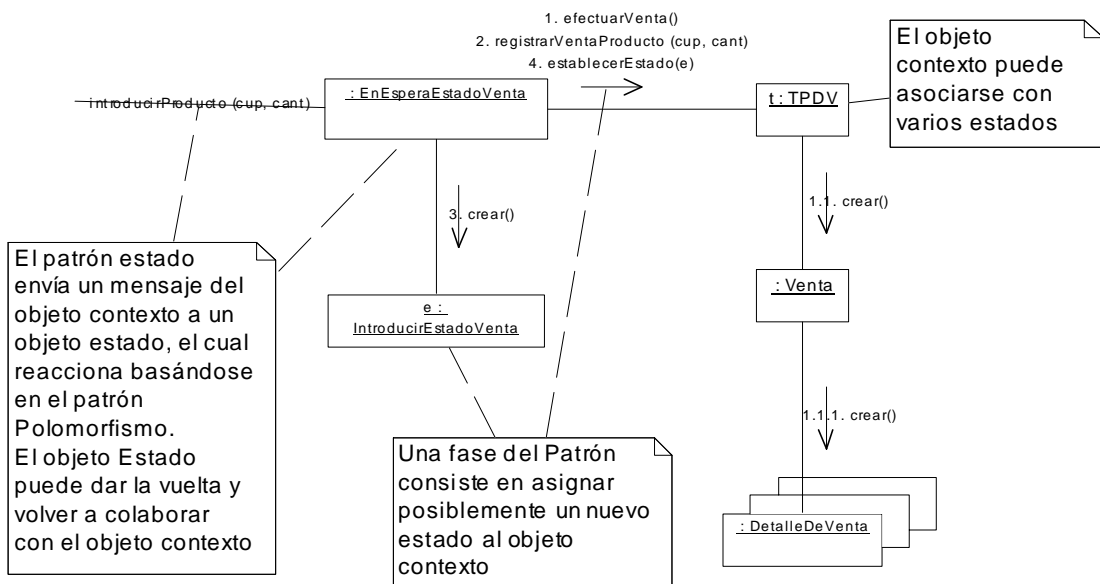 1. efectuarVenta()
2. registrarVentaProducto (cup, cant)
4. establecerEstado(e)
introducirProducto (cup, cant)
: EnEsperaEstadoVenta
t : TPDV
El objeto
contexto puede
asociarse con
varios estados
3. crear()
1.1. crear()
El patrón estado
envía un mensaje del
objeto contexto a un
objeto estado, el cual
reacciona basándose
en el patrón
Polomorfismo.
El objeto Estado
puede dar la vuelta y
volver a colaborar
con el objeto contexto
e :
IntroducirEstadoVenta
: Venta
1.1.1. crear()
Una fase del Patrón
consiste en asignar
posiblemente un nuevo
estado al objeto
contexto
: DetalleDeVenta